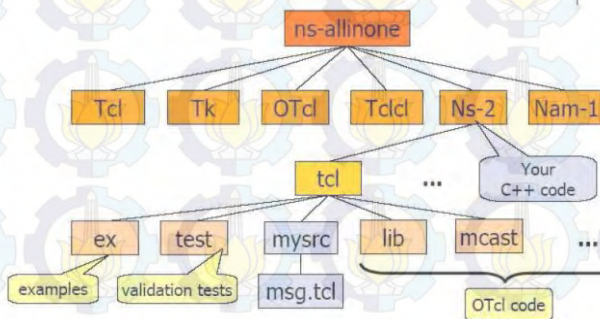 ns-allinone
Tcl
Tk
OTcl
Tclcl
Ns-2
Nam-1
tcl
...
Your
C++ code
ex
test
mysrc
lib
mcast
...
examples
validation tests
msg.tcl
OTcl code